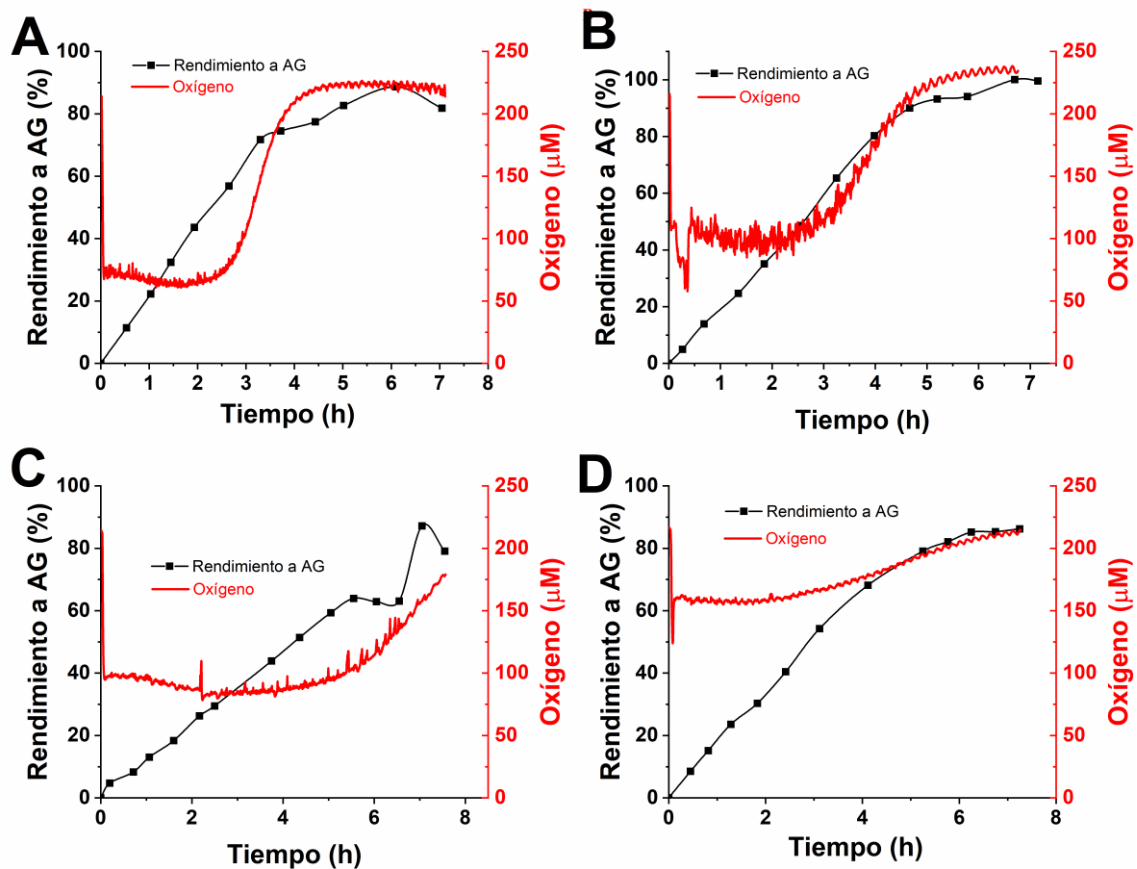 A
Rendimiento a AG (%)
100
80
60
40
20
0
Rendimiento a AG
Oxígeno
250
200
150
100
50
0
Oxígeno (µM)
0 1 2 3 4 5 6 7 8
Tiempo (h)
B
Rendimiento a AG (%)
100
80
60
40
20
0
Rendimiento a AG
Oxígeno
250
200
150
100
50
0
Oxígeno (µM)
0 1 2 3 4 5 6 7
Tiempo (h)
C
Rendimiento a AG (%)
100
80
60
40
20
0
Rendimiento a AG
Oxígeno
250
200
150
100
50
0
Oxígeno (µM)
0 2 4 6 8
Tiempo (h)
D
Rendimiento a AG (%)
100
80
60
40
20
0
Rendimiento a AG
Oxígeno
250
200
150
100
50
0
Oxígeno (µM)
0 2 4 6 8
Tiempo (h)